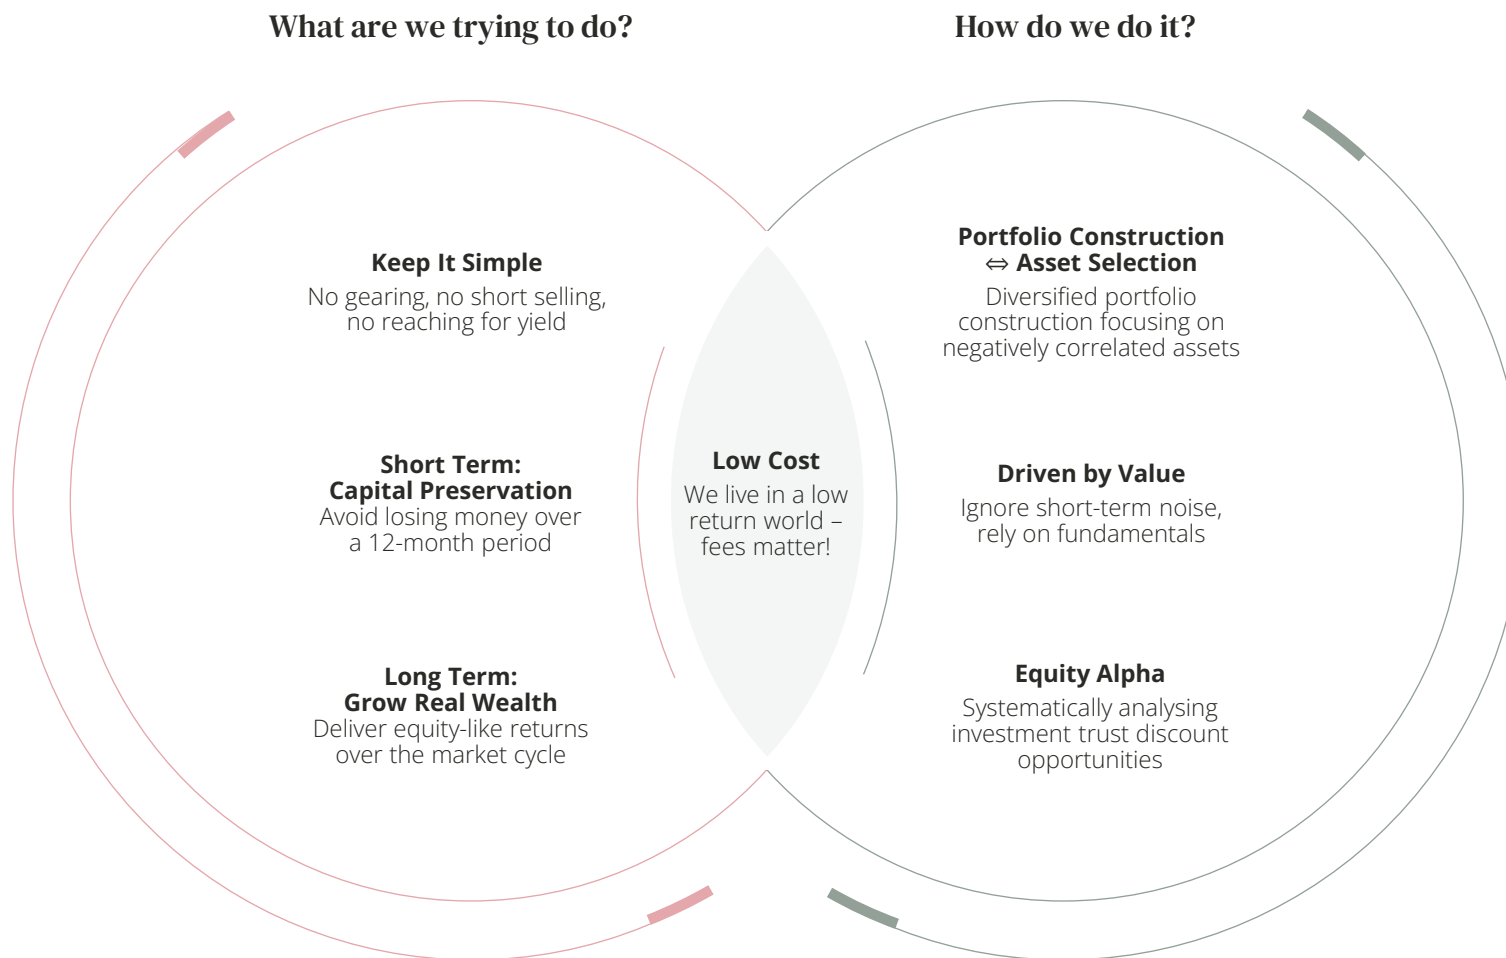 What are we trying to do?
How do we do it?
Keep It Simple
No gearing, no short selling,
no reaching for yield
Short Term:
Capital Preservation
Avoid losing money over
a 12-month period
Long Term:
Grow Real Wealth
Deliver equity-like returns
over the market cycle
Low Cost
We live in a low
return world –
fees matter!
Portfolio Construction
⇔ Asset Selection
Diversified portfolio
construction focusing on
negatively correlated assets
Driven by Value
Ignore short-term noise,
rely on fundamentals
Equity Alpha
Systematically analysing
investment trust discount
opportunities